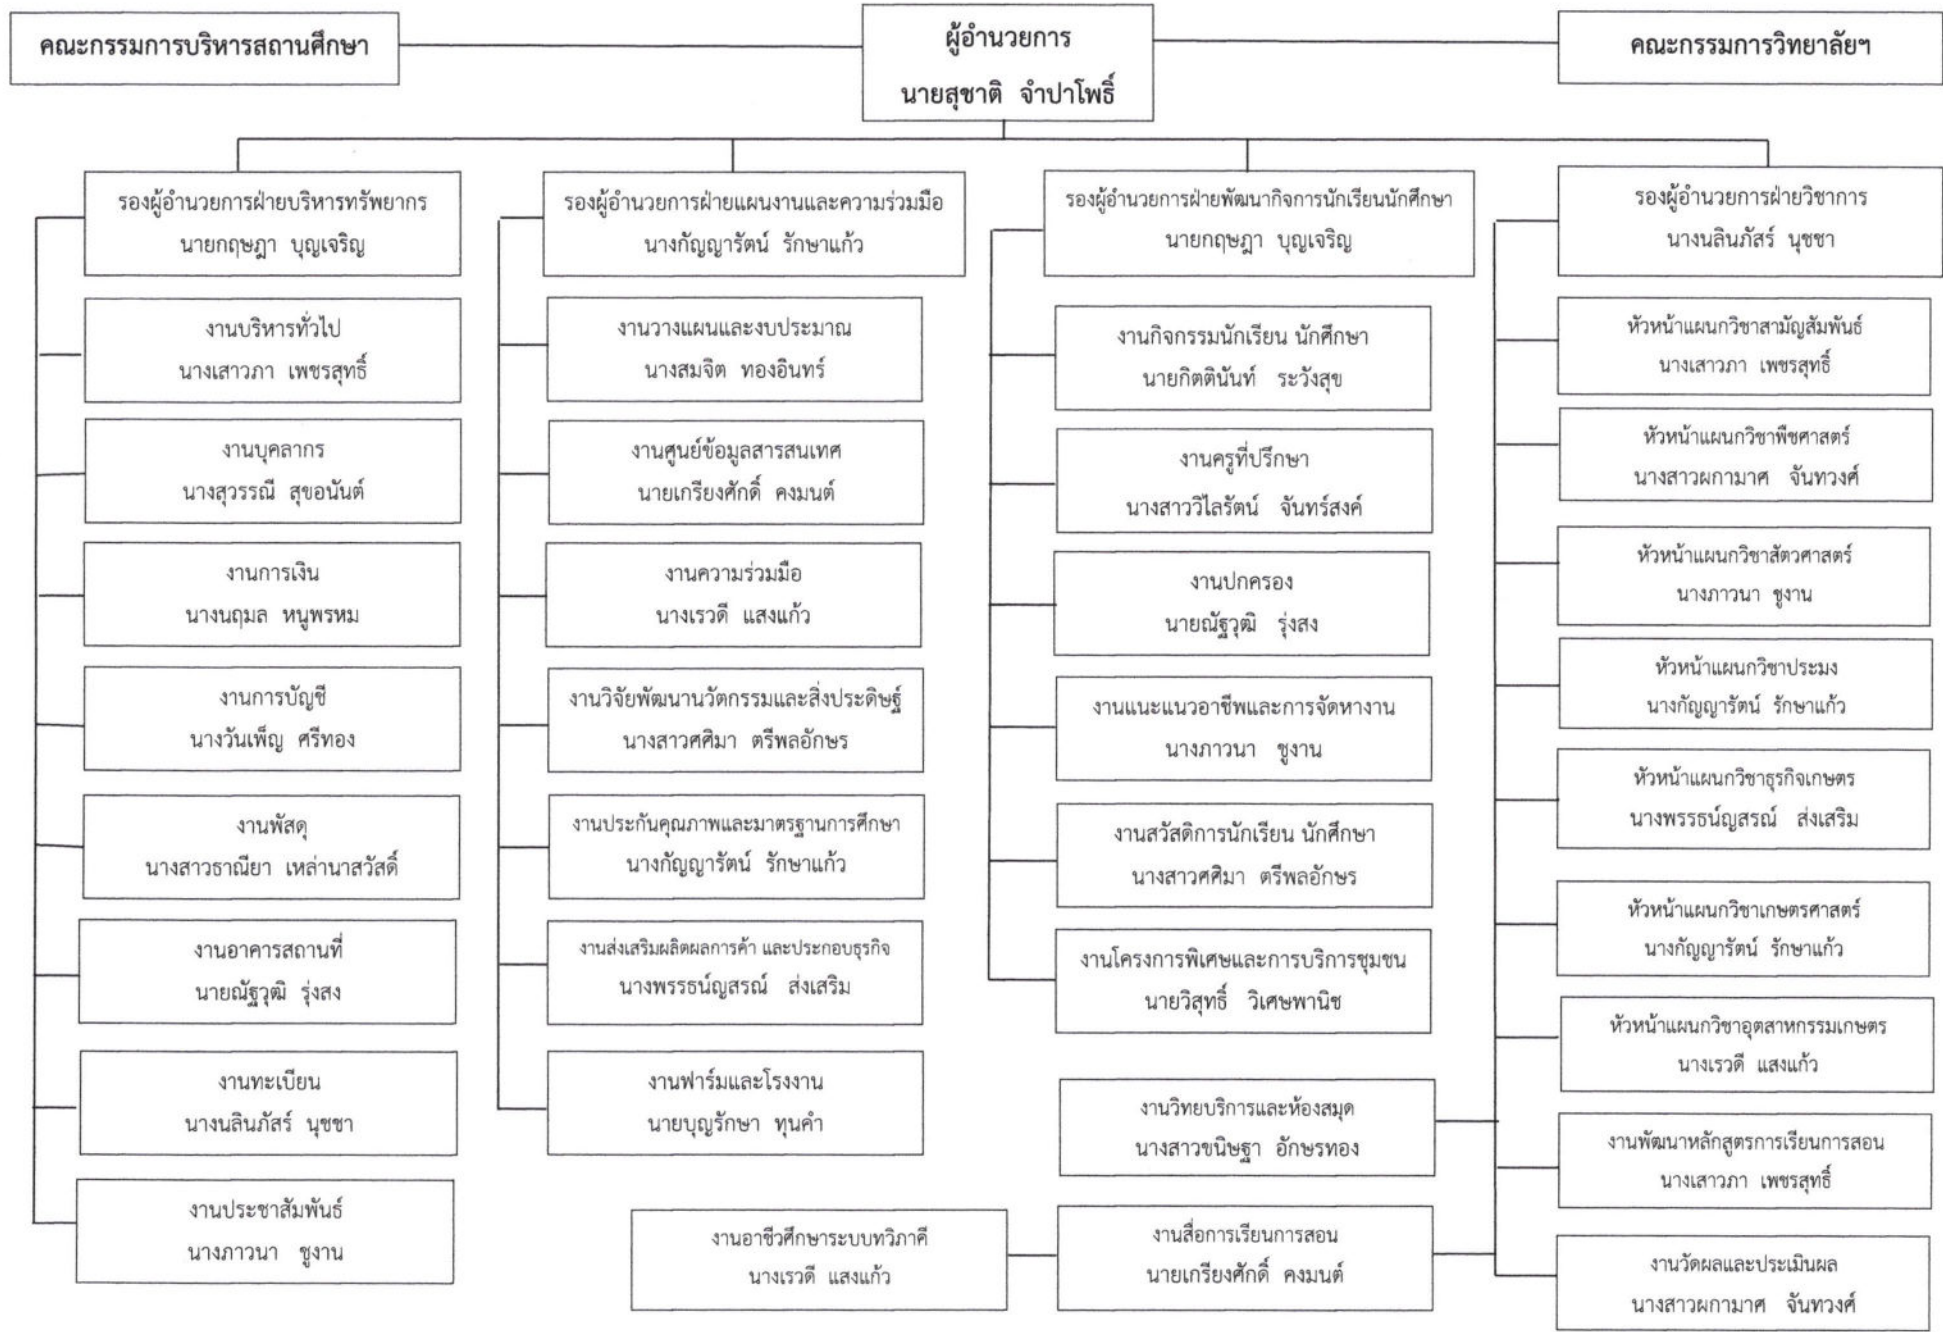 คณะกรรมการบริหารสถานศึกษา
ผู้อำนวยการ
นายสุชาติ จำปาโพธิ์
คณะกรรมการวิทยาลัยฯ
รองผู้อำนวยการฝ่ายบริหารทรัพยากร
นายกฤษฎา บุญเจริญ
งานบริหารทั่วไป
นางเสาวภา เพชรสุทธิ์
งานบุคลากร
นางสุวรรณี สุขอนันต์
งานการเงิน
นางนฤมล หนูพรหม
งานการบัญชี
นางวันเพ็ญ ศรีทอง
งานพัสดุ
นางสาวธาณียา เหล่านาสวัสดิ์
งานอาคารสถานที่
นายณัฐวุฒิ รุ่งสง
งานทะเบียน
นางนลินภัสร์ นุชชา
งานประชาสัมพันธ์
นางภาวนา ชูงาน
รองผู้อำนวยการฝ่ายแผนงานและความร่วมมือ
นางกัญญารัตน์ รักษาแก้ว
งานวางแผนและงบประมาณ
นางสมจิต ทองอินทร์
งานศูนย์ข้อมูลสารสนเทศ
นายเกรียงศักดิ์ คงมนต์
งานความร่วมมือ
นางเรวดี แสงแก้ว
งานวิจัยพัฒนานวัตกรรมและสิ่งประดิษฐ์
นางสาวศศิมา ตรีพลอักษร
งานประกันคุณภาพและมาตรฐานการศึกษา
นางกัญญารัตน์ รักษาแก้ว
งานส่งเสริมผลิตผลการค้า และประกอบธุรกิจ
นางพรรธน์ญสรณ์ ส่งเสริม
งานฟาร์มและโรงงาน
นายบุญรักษา ทุนคำ
รองผู้อำนวยการฝ่ายพัฒนากิจการนักเรียนนักศึกษา
นายกฤษฎา บุญเจริญ
งานกิจกรรมนักเรียน นักศึกษา
นายกิตตินันท์ ระวังสุข
งานครูที่ปรึกษา
นางสาววิไลรัตน์ จันทร์สงค์
งานปกครอง
นายณัฐวุฒิ รุ่งสง
งานแนะแนวอาชีพและการจัดหางาน
นางภาวนา ชูงาน
งานสวัสดิการนักเรียน นักศึกษา
นางสาวศศิมา ตรีพลอักษร
งานโครงการพิเศษและการบริการชุมชน
นายวิสุทธิ์ วิเศษพานิช
รองผู้อำนวยการฝ่ายวิชาการ
นางนลินภัสร์ นุชชา
หัวหน้าแผนกวิชาสามัญสัมพันธ์
นางเสาวภา เพชรสุทธิ์
หัวหน้าแผนกวิชาพืชศาสตร์
นางสาวผกามาศ จันทวงศ์
หัวหน้าแผนกวิชาสัตวศาสตร์
นางภาวนา ชูงาน
หัวหน้าแผนกวิชาประมง
นางกัญญารัตน์ รักษาแก้ว
หัวหน้าแผนกวิชาธุรกิจเกษตร
นางพรรธน์ญสรณ์ ส่งเสริม
หัวหน้าแผนกวิชาเกษตรศาสตร์
นางกัญญารัตน์ รักษาแก้ว
หัวหน้าแผนกวิชาอุตสาหกรรมเกษตร
นางเรวดี แสงแก้ว
งานพัฒนาหลักสูตรการเรียนการสอน
นางเสาวภา เพชรสุทธิ์
งานวัดผลและประเมินผล
นางสาวผกามาศ จันทวงศ์
งานวิทยบริการและห้องสมุด
นางสาวขนิษฐา อักษรทอง
งานสื่อการเรียนการสอน
นายเกรียงศักดิ์ คงมนต์
งานอาชีวศึกษาระบบทวิภาคี
นางเรวดี แสงแก้ว